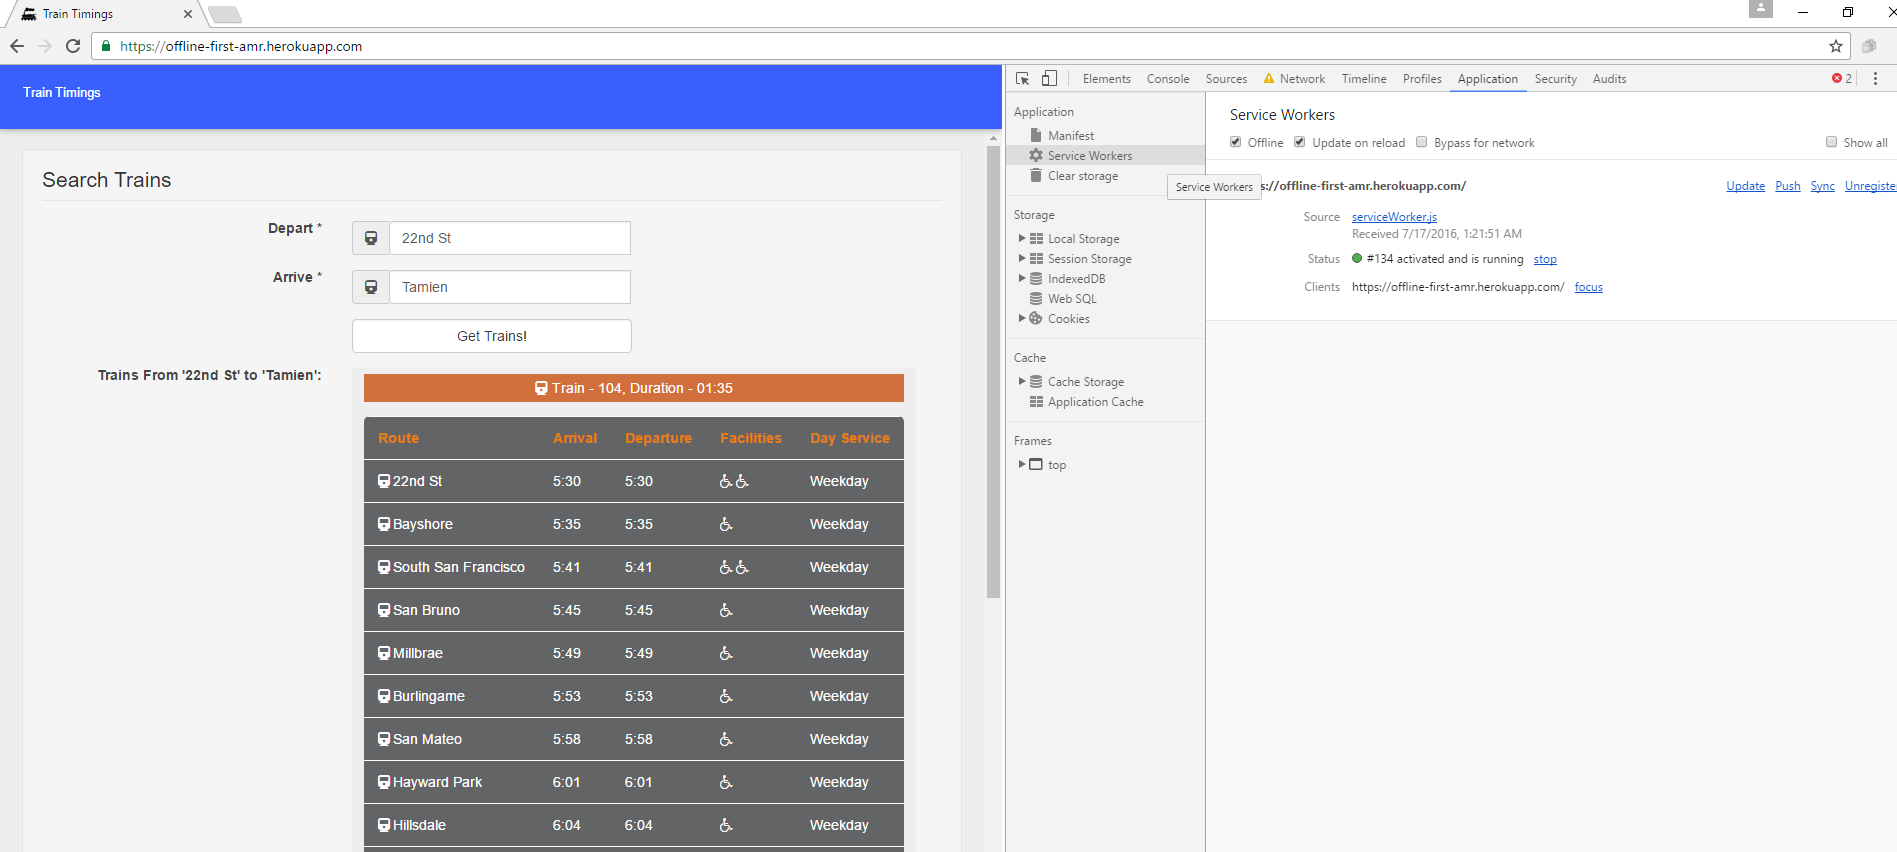 Train Timings
https://offline-first-amr.herokuapp.com
Train Timings
Search Trains
Depart *
22nd St
Arrive *
Tamien
Get Trains!
Trains From '22nd St' to 'Tamien':
Train - 104, Duration - 01:35
Route Arrival Departure Facilities Day Service
22nd St 5:30 5:30 Weekday
Bayshore 5:35 5:35 Weekday
South San Francisco 5:41 5:41 Weekday
San Bruno 5:45 5:45 Weekday
Millbrae 5:49 5:49 Weekday
Burlingame 5:53 5:53 Weekday
San Mateo 5:58 5:58 Weekday
Hayward Park 6:01 6:01 Weekday
Hillsdale 6:04 6:04 Weekday
Elements Console Sources Network Timeline Profiles Application Security Audits 2
Application
Manifest
Service Workers
Clear storage
Storage
Local Storage
Session Storage
IndexedDB
Web SQL
Cookies
Cache
Cache Storage
Application Cache
Frames
top
Service Workers
Offline Update on reload Bypass for network Show all
Service Workers
s://offline-first-amr.herokuapp.com/ Update Push Sync Unregiste
Source serviceWorker.js
Received 7/17/2016, 1:21:51 AM
Status #134 activated and is running stop
Clients https://offline-first-amr.herokuapp.com/ focus